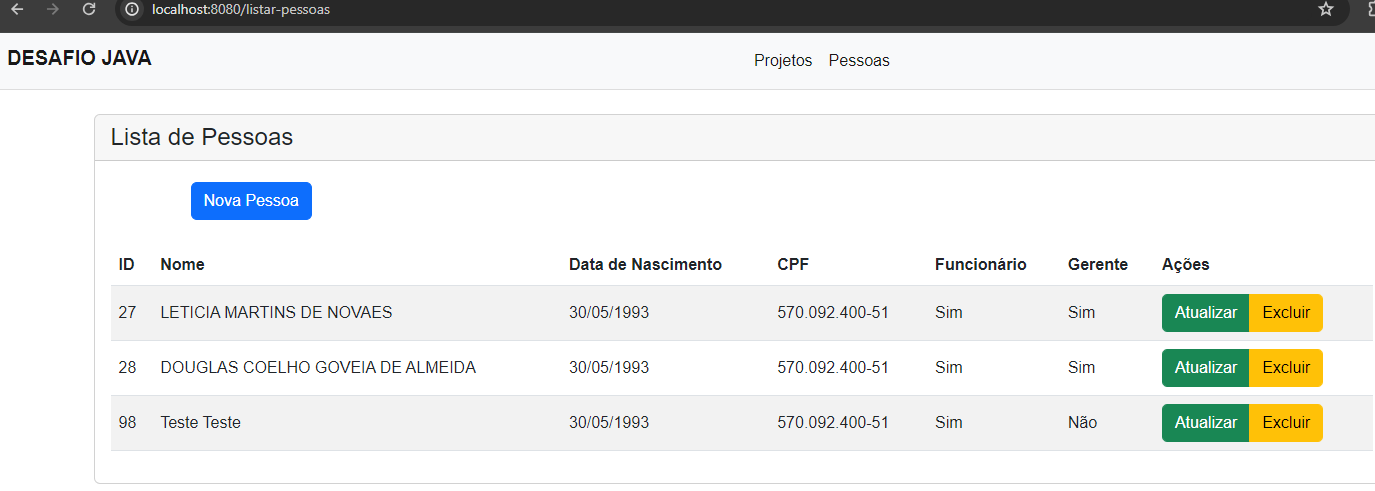 localhost:8080/listar-pessoas
DESAFIO JAVA Projetos Pessoas
Lista de Pessoas
Nova Pessoa
ID Nome Data de Nascimento CPF Funcionário Gerente Ações
27 LETICIA MARTINS DE NOVAES 30/05/1993 570.092.400-51 Sim Sim Atualizar Excluir
28 DOUGLAS COELHO GOVEIA DE ALMEIDA 30/05/1993 570.092.400-51 Sim Sim Atualizar Excluir
98 Teste Teste 30/05/1993 570.092.400-51 Sim Não Atualizar Excluir